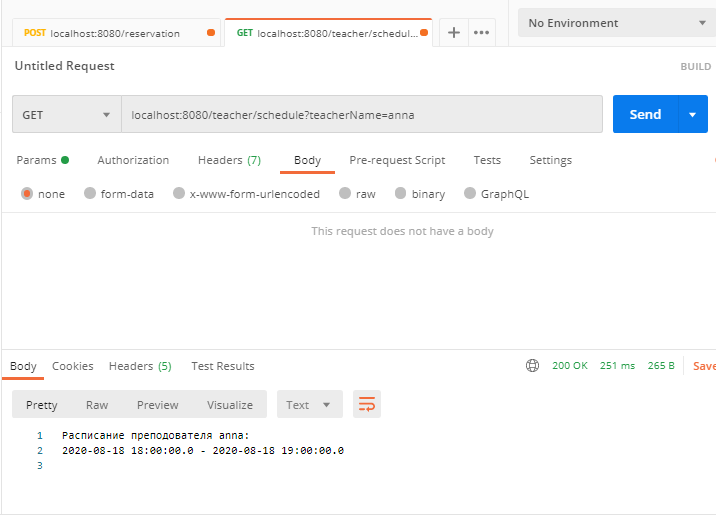 POST localhost:8080/reservation
GET localhost:8080/teacher/schedul...
No Environment
Untitled Request
BUILD
GET
localhost:8080/teacher/schedule?teacherName=anna
Send
Params
Authorization
Headers (7)
Body
Pre-request Script
Tests
Settings
none
form-data
x-www-form-urlencoded
raw
binary
GraphQL
This request does not have a body
Body
Cookies
Headers (5)
Test Results
200 OK
251 ms
265 B
Save
Pretty
Raw
Preview
Visualize
Text
1 Расписание преподователя anna:
2 2020-08-18 18:00:00.0 - 2020-08-18 19:00:00.0
3